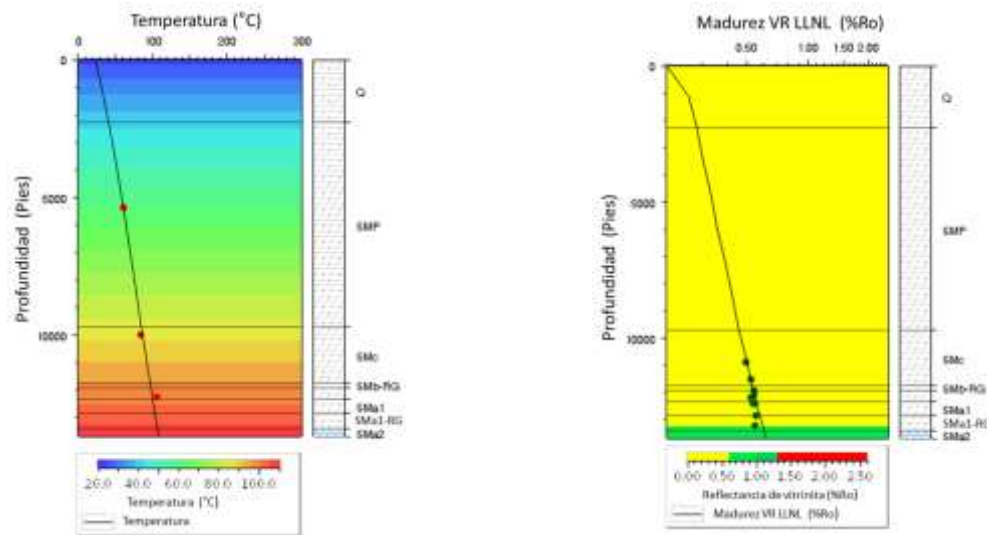 Temperatura (°C)
0 100 200 300
Profundidad (Pies)
0
5000
10000
Q
SMP
SMc
SMb-RG
SMa1
SMa1-RG
SMa2
20.0 40.0 60.0 80.0 100.0
Temperatura (°C)
Temperatura
Madurez VR LLNL (%Ro)
0.50 1.00 1.50 2.00
Profundidad (Pies)
0
5000
10000
Q
SMP
SMc
SMb-RG
SMa1
SMa1-RG
SMa2
0.00 0.50 1.00 1.50 2.00 2.50
Reflectancia de vitrinita (%Ro)
Madurez VR LLNL (%Ro)